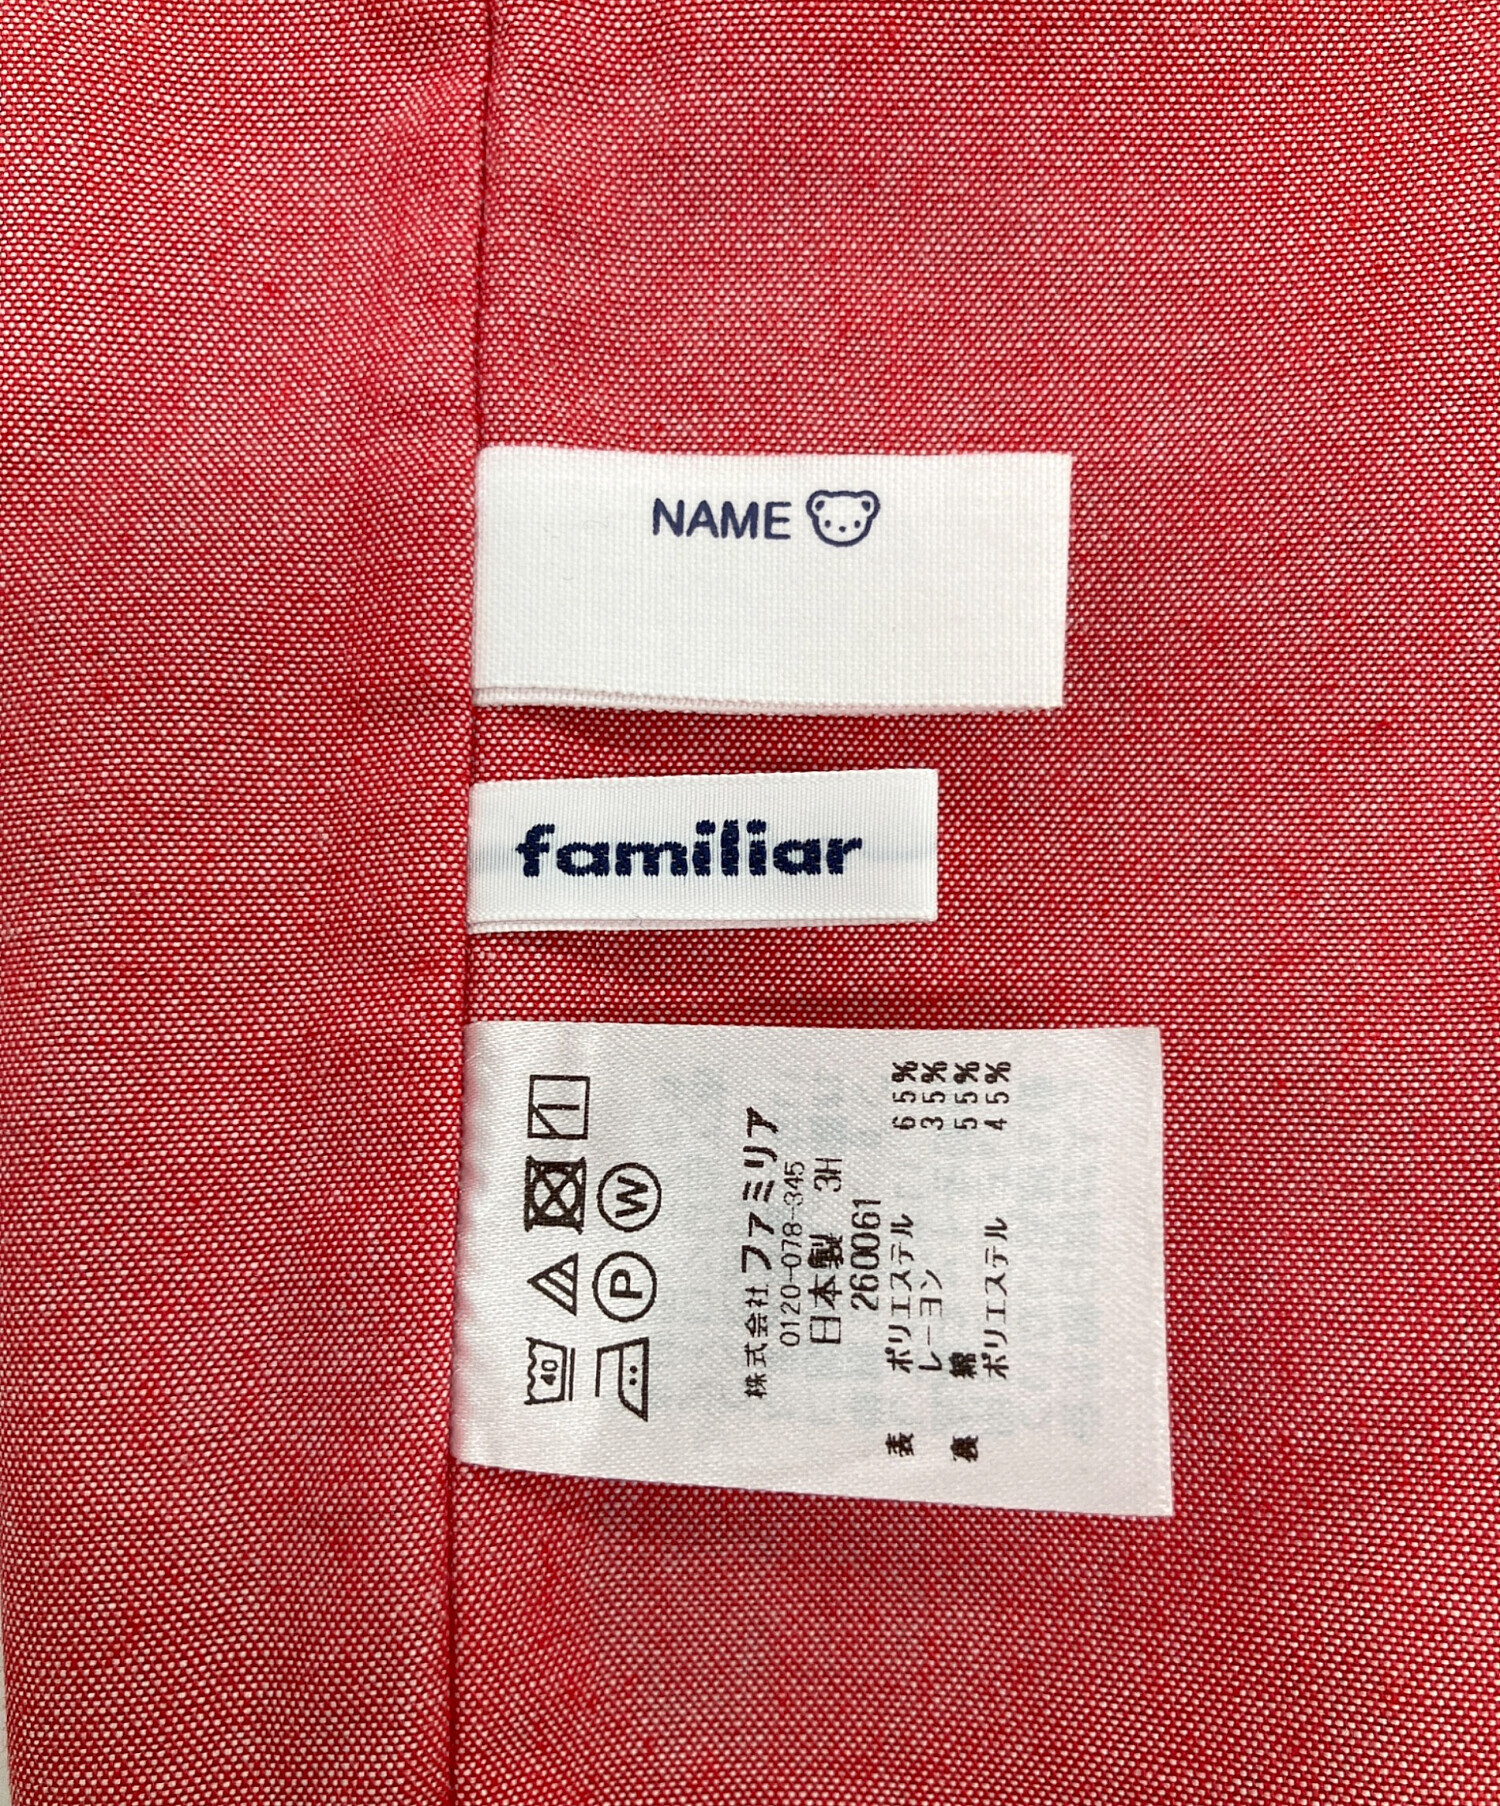 NAME
familiar
40
P
W
株式会社ファミリア
0120-078-345
日本製 3H
260061
表 ポリエステル 65%
レーヨン 35%
裏 綿 55%
ポリエステル 45%